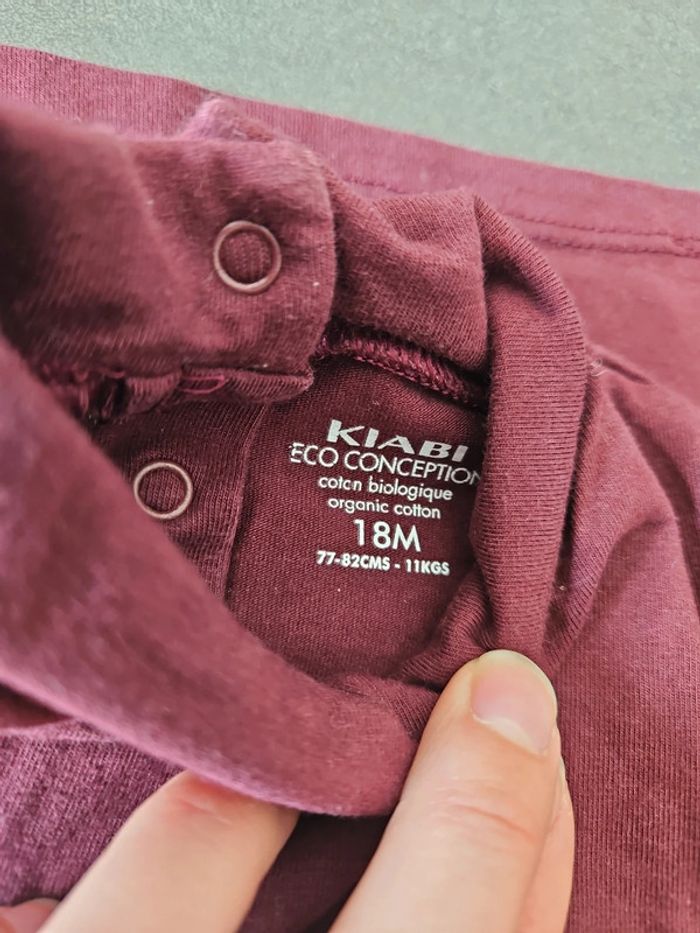 KIABI
ECO CONCEPTION
coton biologique
organic cotton
18M
77-82CMS - 11KGS